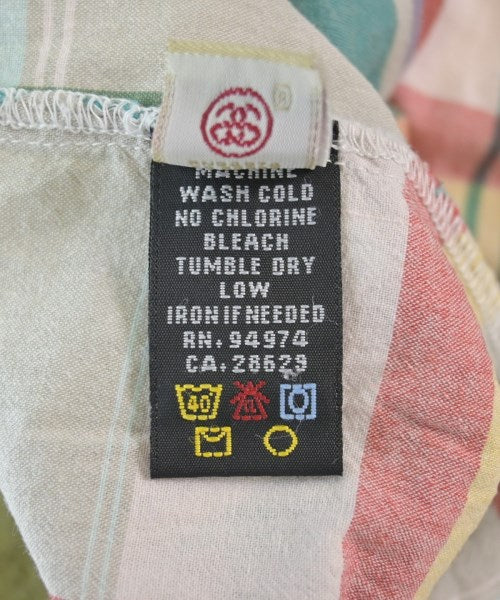 MACHINE
WASH COLD
NO CHLORINE
BLEACH
TUMBLE DRY
LOW
IRON IF NEEDED
RN. 94974
CA. 28629
40